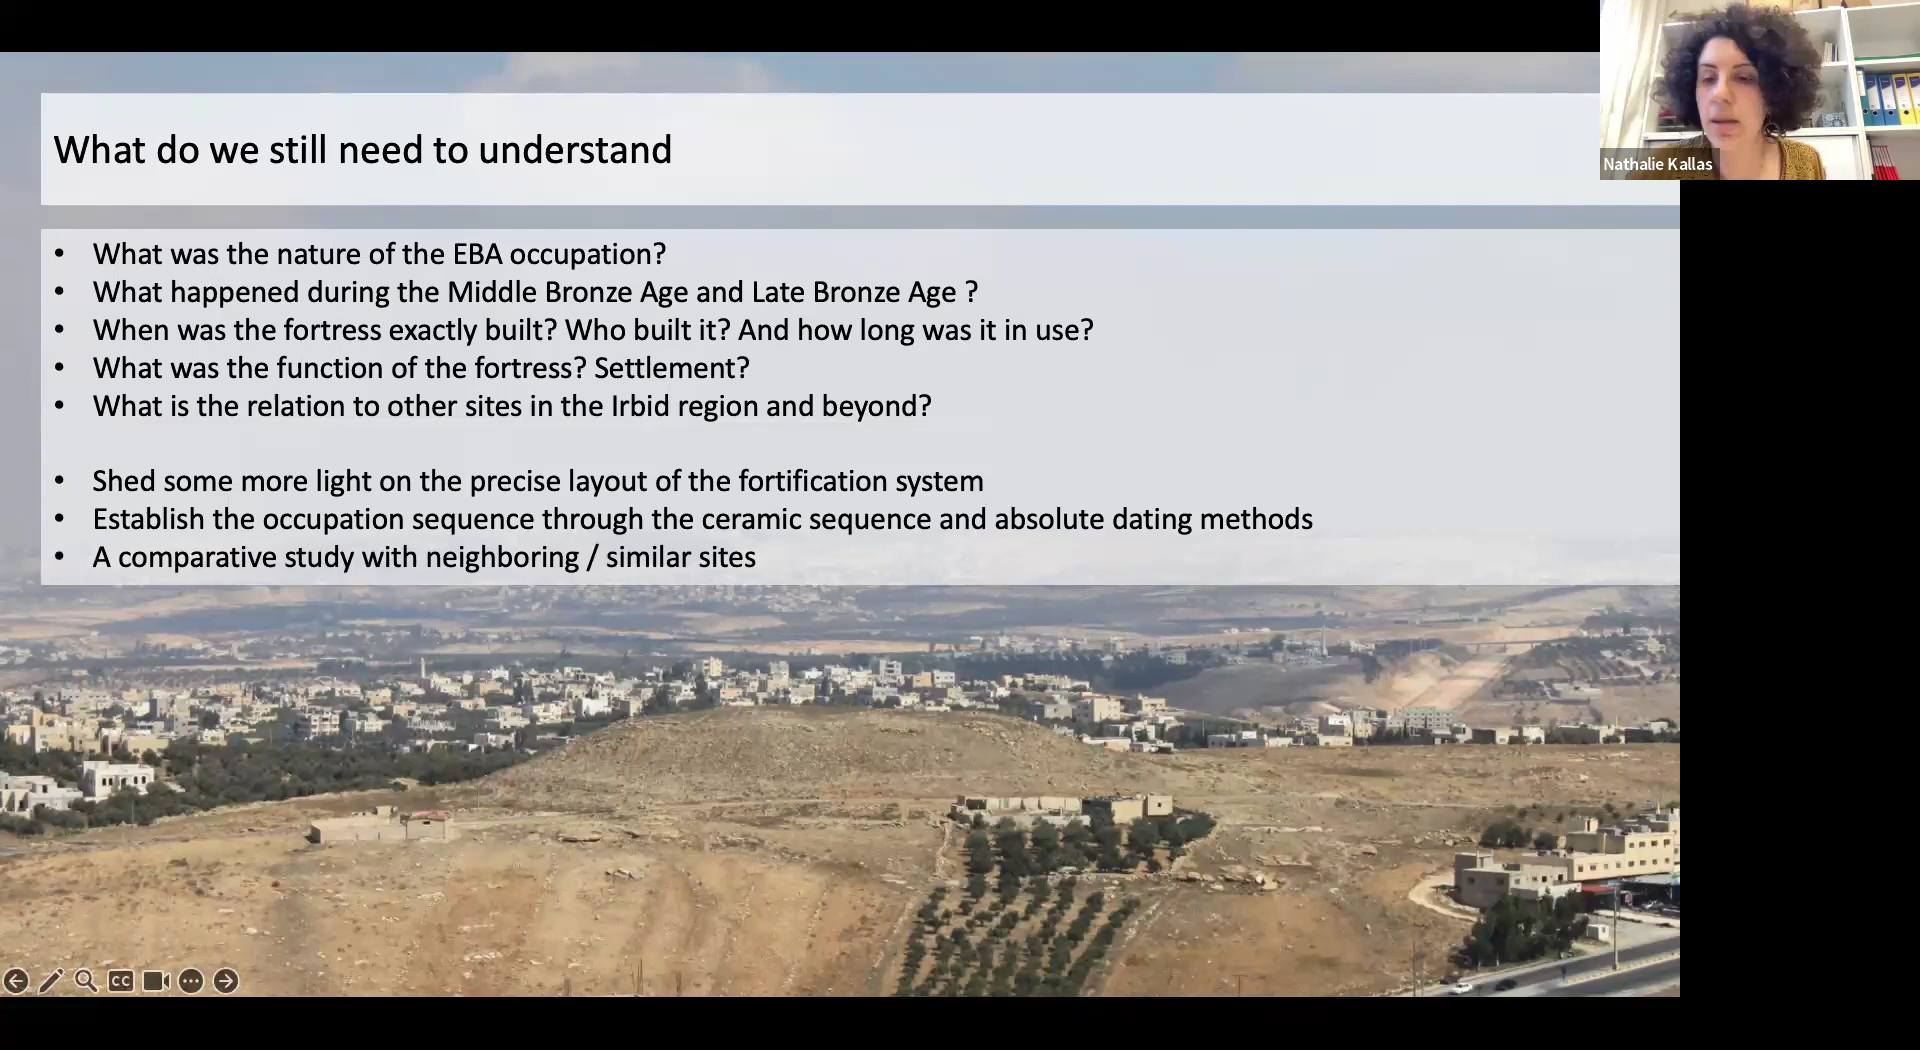 Nathalie Kallas
What do we still need to understand
• What was the nature of the EBA occupation?
• What happened during the Middle Bronze Age and Late Bronze Age ?
• When was the fortress exactly built? Who built it? And how long was it in use?
• What was the function of the fortress? Settlement?
• What is the relation to other sites in the Irbid region and beyond?
• Shed some more light on the precise layout of the fortification system
• Establish the occupation sequence through the ceramic sequence and absolute dating methods
• A comparative study with neighboring / similar sites
CC